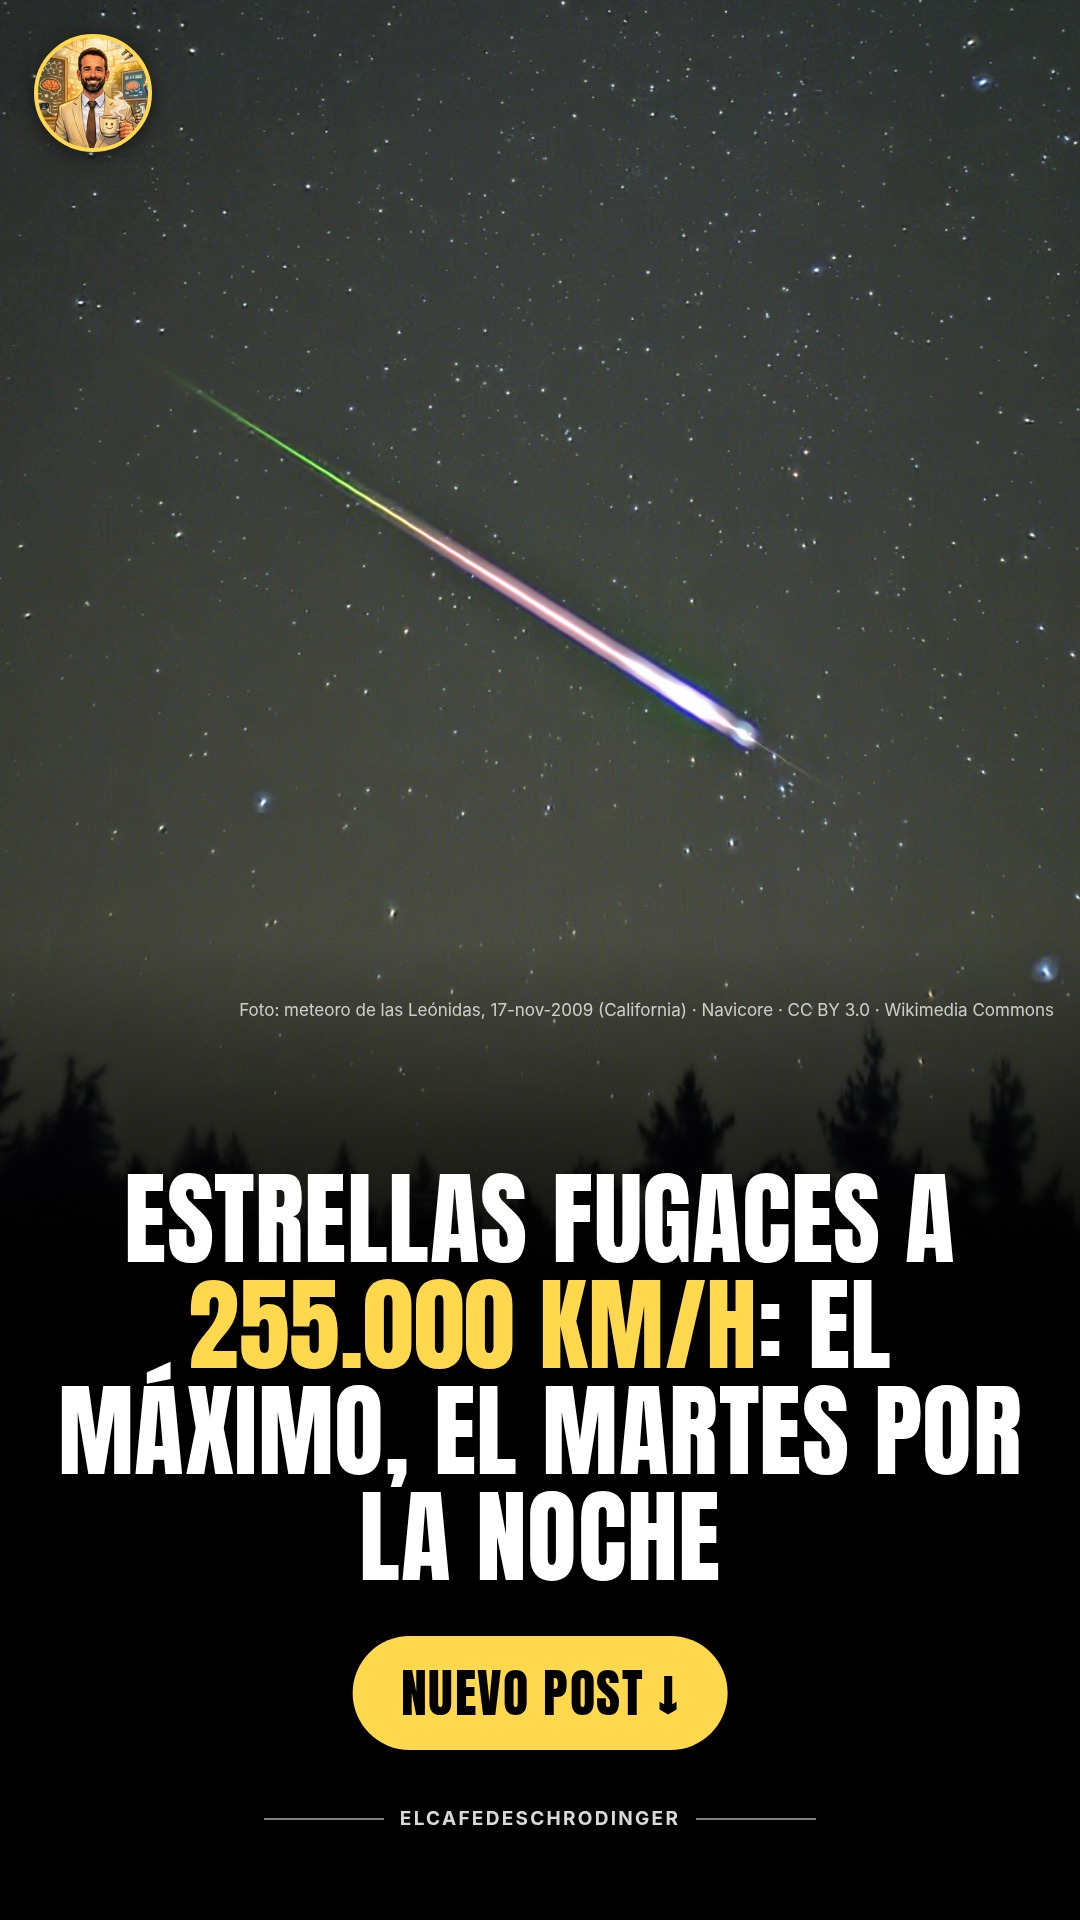 Foto: meteoro de las Leónidas, 17-nov-2009 (California) · Navicore · CC BY 3.0 · Wikimedia Commons
ESTRELLAS FUGACES A
255.000 KM/H: EL
MÁXIMO, EL MARTES POR
LA NOCHE
NUEVO POST ↓
ELCAFEDESCHRODINGER